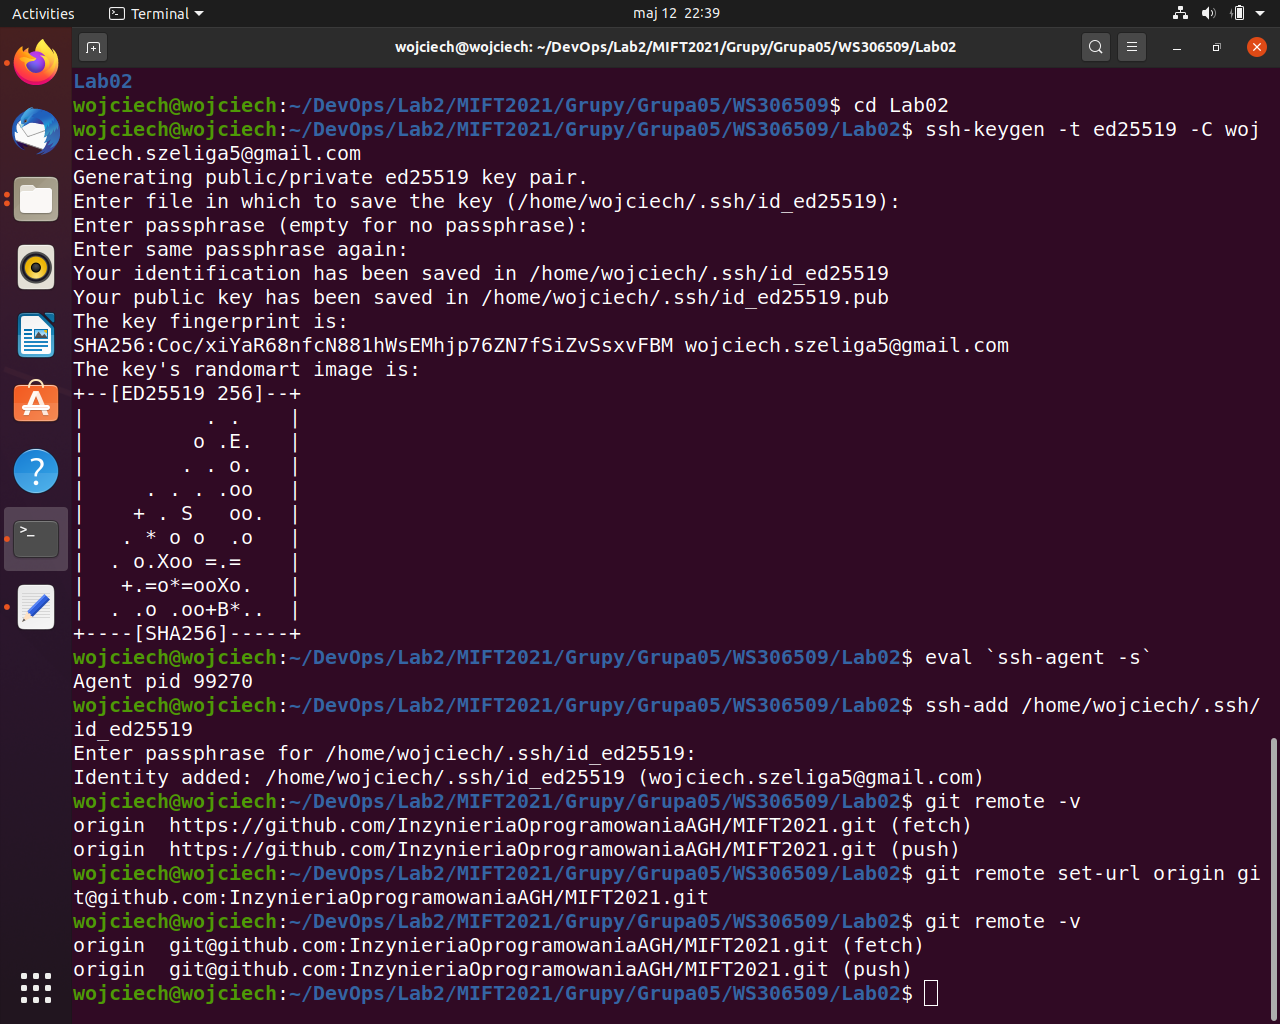 Activities Terminal maj 12 22:39
wojciech@wojciech: ~/DevOps/Lab2/MIFT2021/Grupy/Grupa05/WS306509/Lab02
Lab02
wojciech@wojciech:~/DevOps/Lab2/MIFT2021/Grupy/Grupa05/WS306509$ cd Lab02
wojciech@wojciech:~/DevOps/Lab2/MIFT2021/Grupy/Grupa05/WS306509/Lab02$ ssh-keygen -t ed25519 -C woj
ciech.szeliga5@gmail.com
Generating public/private ed25519 key pair.
Enter file in which to save the key (/home/wojciech/.ssh/id_ed25519):
Enter passphrase (empty for no passphrase):
Enter same passphrase again:
Your identification has been saved in /home/wojciech/.ssh/id_ed25519
Your public key has been saved in /home/wojciech/.ssh/id_ed25519.pub
The key fingerprint is:
SHA256:Coc/xiYaR68nfcN881hWsEMhjp76ZN7fSiZvSsxvFBM wojciech.szeliga5@gmail.com
The key's randomart image is:
+--[ED25519 256]--+
|          . .    |
|         o .E.   |
|        . . o.   |
|     . . . .oo   |
|    + . S   oo.  |
|   . * o o  .o   |
|  . o.Xoo =.=    |
|   +.=o*=ooXo.   |
|  . .o .oo+B*..  |
+----[SHA256]-----+
wojciech@wojciech:~/DevOps/Lab2/MIFT2021/Grupy/Grupa05/WS306509/Lab02$ eval `ssh-agent -s`
Agent pid 99270
wojciech@wojciech:~/DevOps/Lab2/MIFT2021/Grupy/Grupa05/WS306509/Lab02$ ssh-add /home/wojciech/.ssh/
id_ed25519
Enter passphrase for /home/wojciech/.ssh/id_ed25519:
Identity added: /home/wojciech/.ssh/id_ed25519 (wojciech.szeliga5@gmail.com)
wojciech@wojciech:~/DevOps/Lab2/MIFT2021/Grupy/Grupa05/WS306509/Lab02$ git remote -v
origin  https://github.com/InzynieriaOprogramowaniaAGH/MIFT2021.git (fetch)
origin  https://github.com/InzynieriaOprogramowaniaAGH/MIFT2021.git (push)
wojciech@wojciech:~/DevOps/Lab2/MIFT2021/Grupy/Grupa05/WS306509/Lab02$ git remote set-url origin gi
t@github.com:InzynieriaOprogramowaniaAGH/MIFT2021.git
wojciech@wojciech:~/DevOps/Lab2/MIFT2021/Grupy/Grupa05/WS306509/Lab02$ git remote -v
origin  git@github.com:InzynieriaOprogramowaniaAGH/MIFT2021.git (fetch)
origin  git@github.com:InzynieriaOprogramowaniaAGH/MIFT2021.git (push)
wojciech@wojciech:~/DevOps/Lab2/MIFT2021/Grupy/Grupa05/WS306509/Lab02$